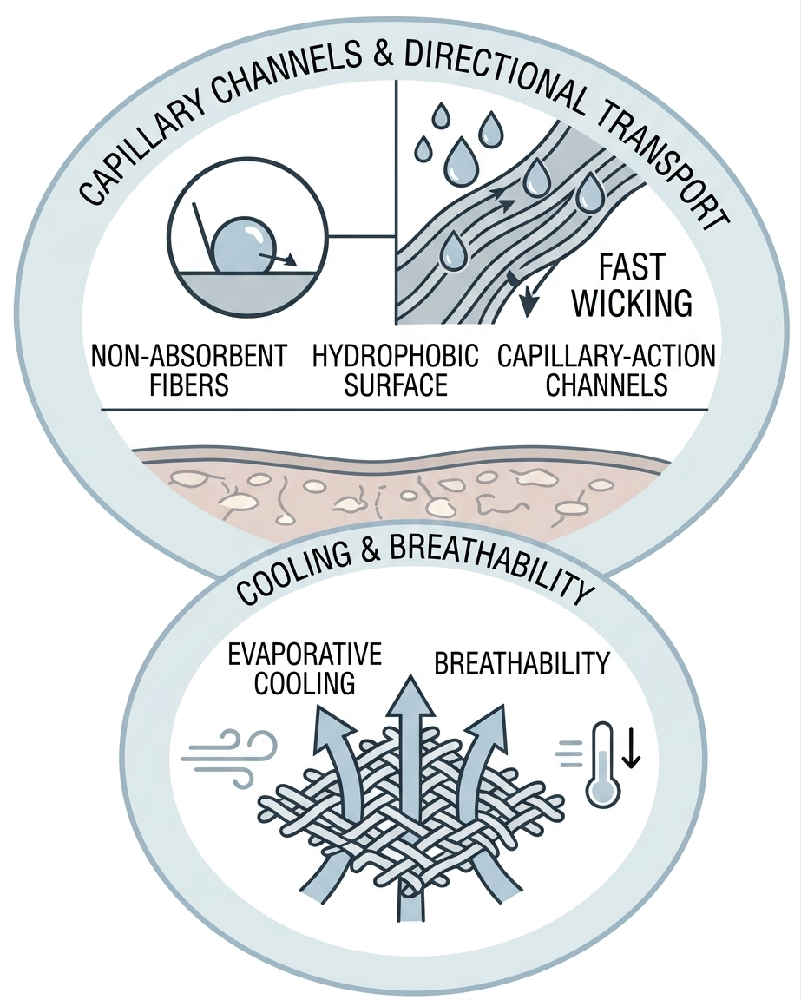 CAPILLARY CHANNELS & DIRECTIONAL TRANSPORT
FAST
WICKING
NON-ABSORBENT
FIBERS
HYDROPHOBIC
SURFACE
CAPILLARY-ACTION
CHANNELS
COOLING & BREATHABILITY
EVAPORATIVE
COOLING
BREATHABILITY